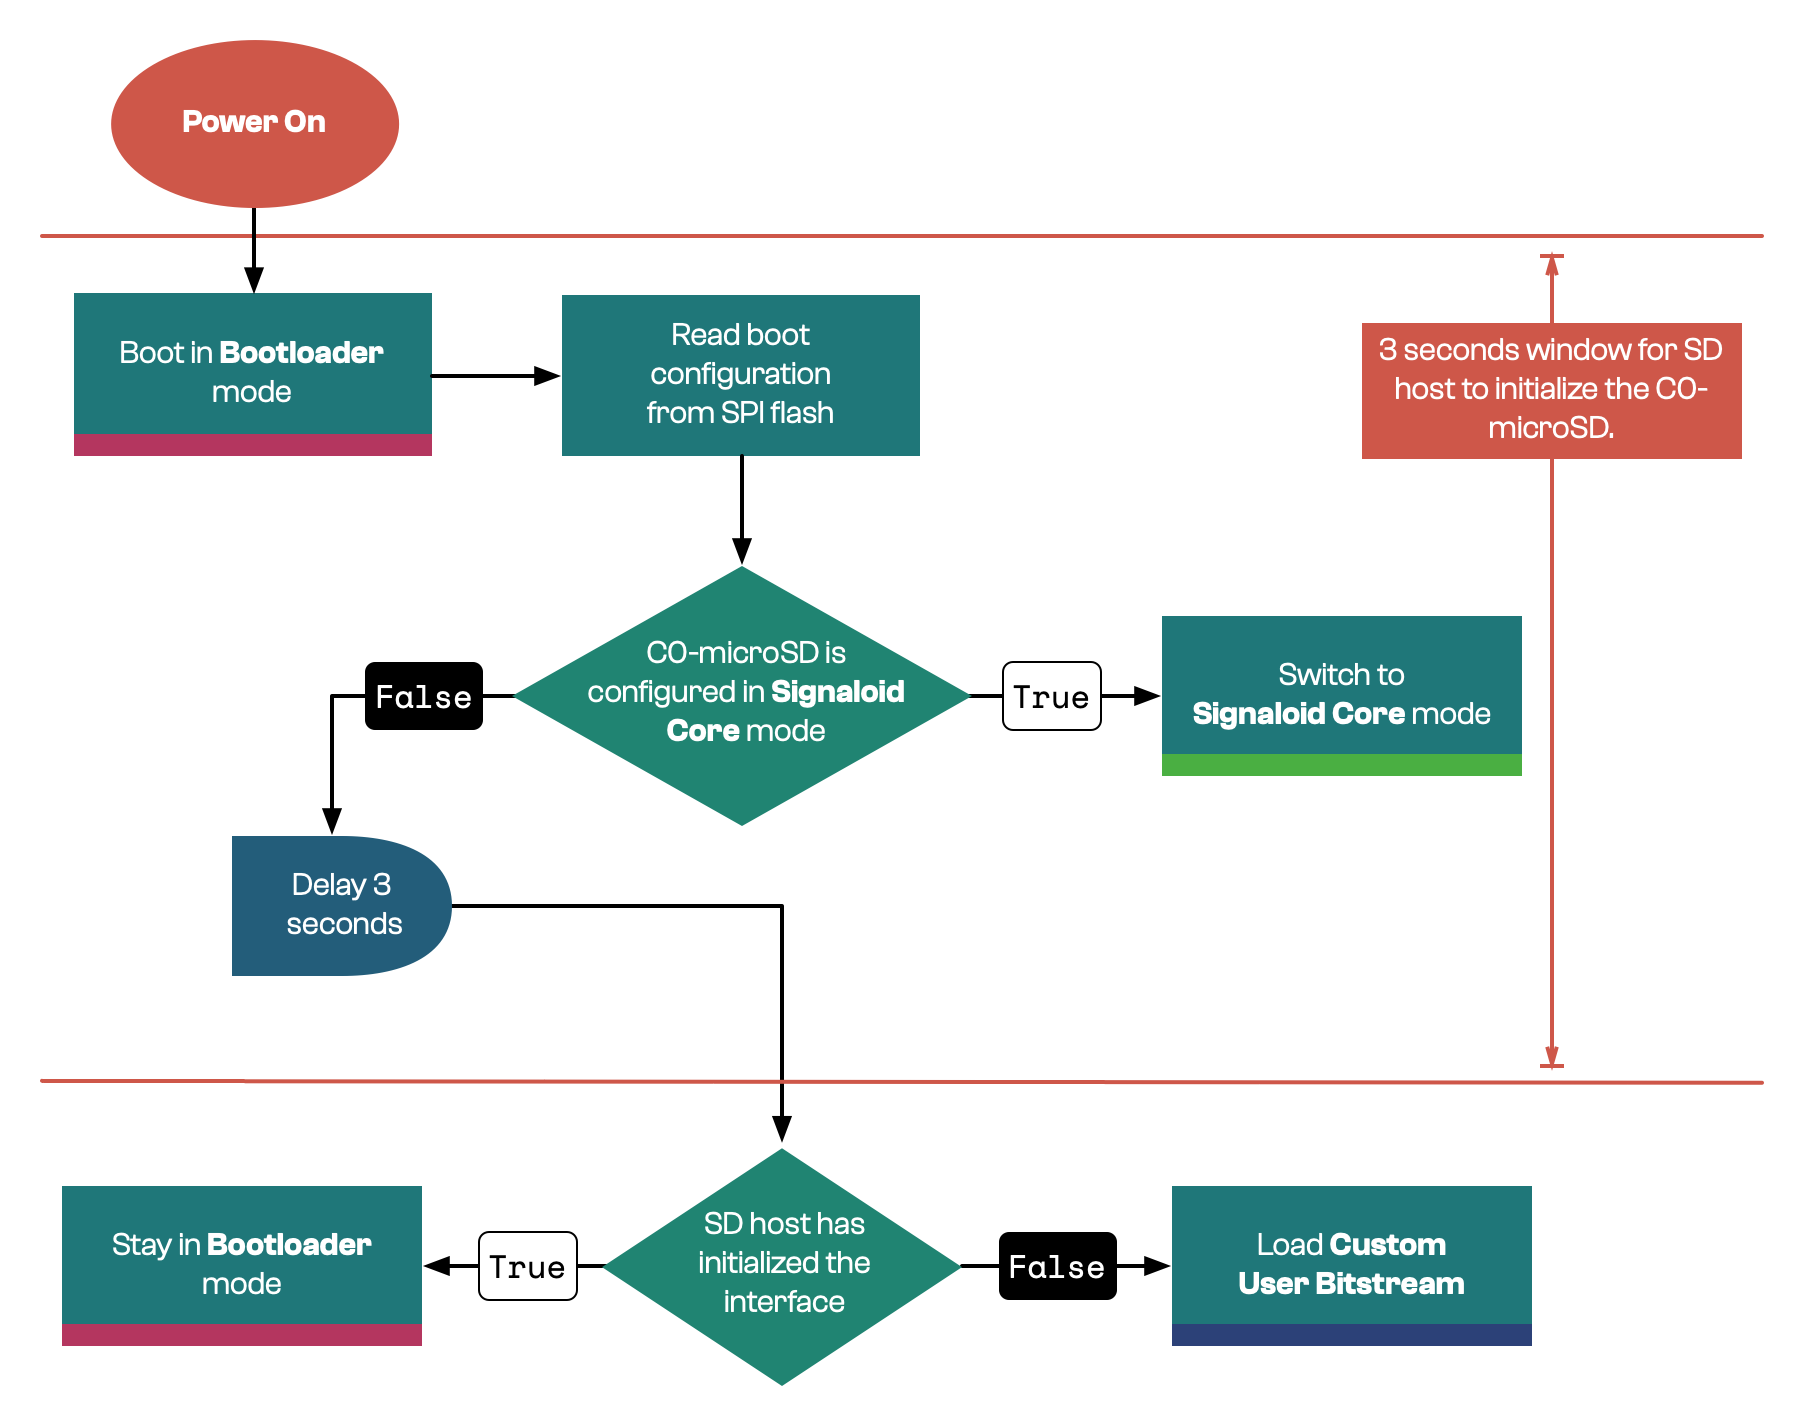 Power On
Boot in Bootloader
mode
Read boot
configuration
from SPI flash
3 seconds window for SD
host to initialize the C0-
microSD.
C0-microSD is
configured in Signaloid
Core mode
False
True
Switch to
Signaloid Core mode
Delay 3
seconds
SD host has
initialized the
interface
True
False
Stay in Bootloader
mode
Load Custom
User Bitstream